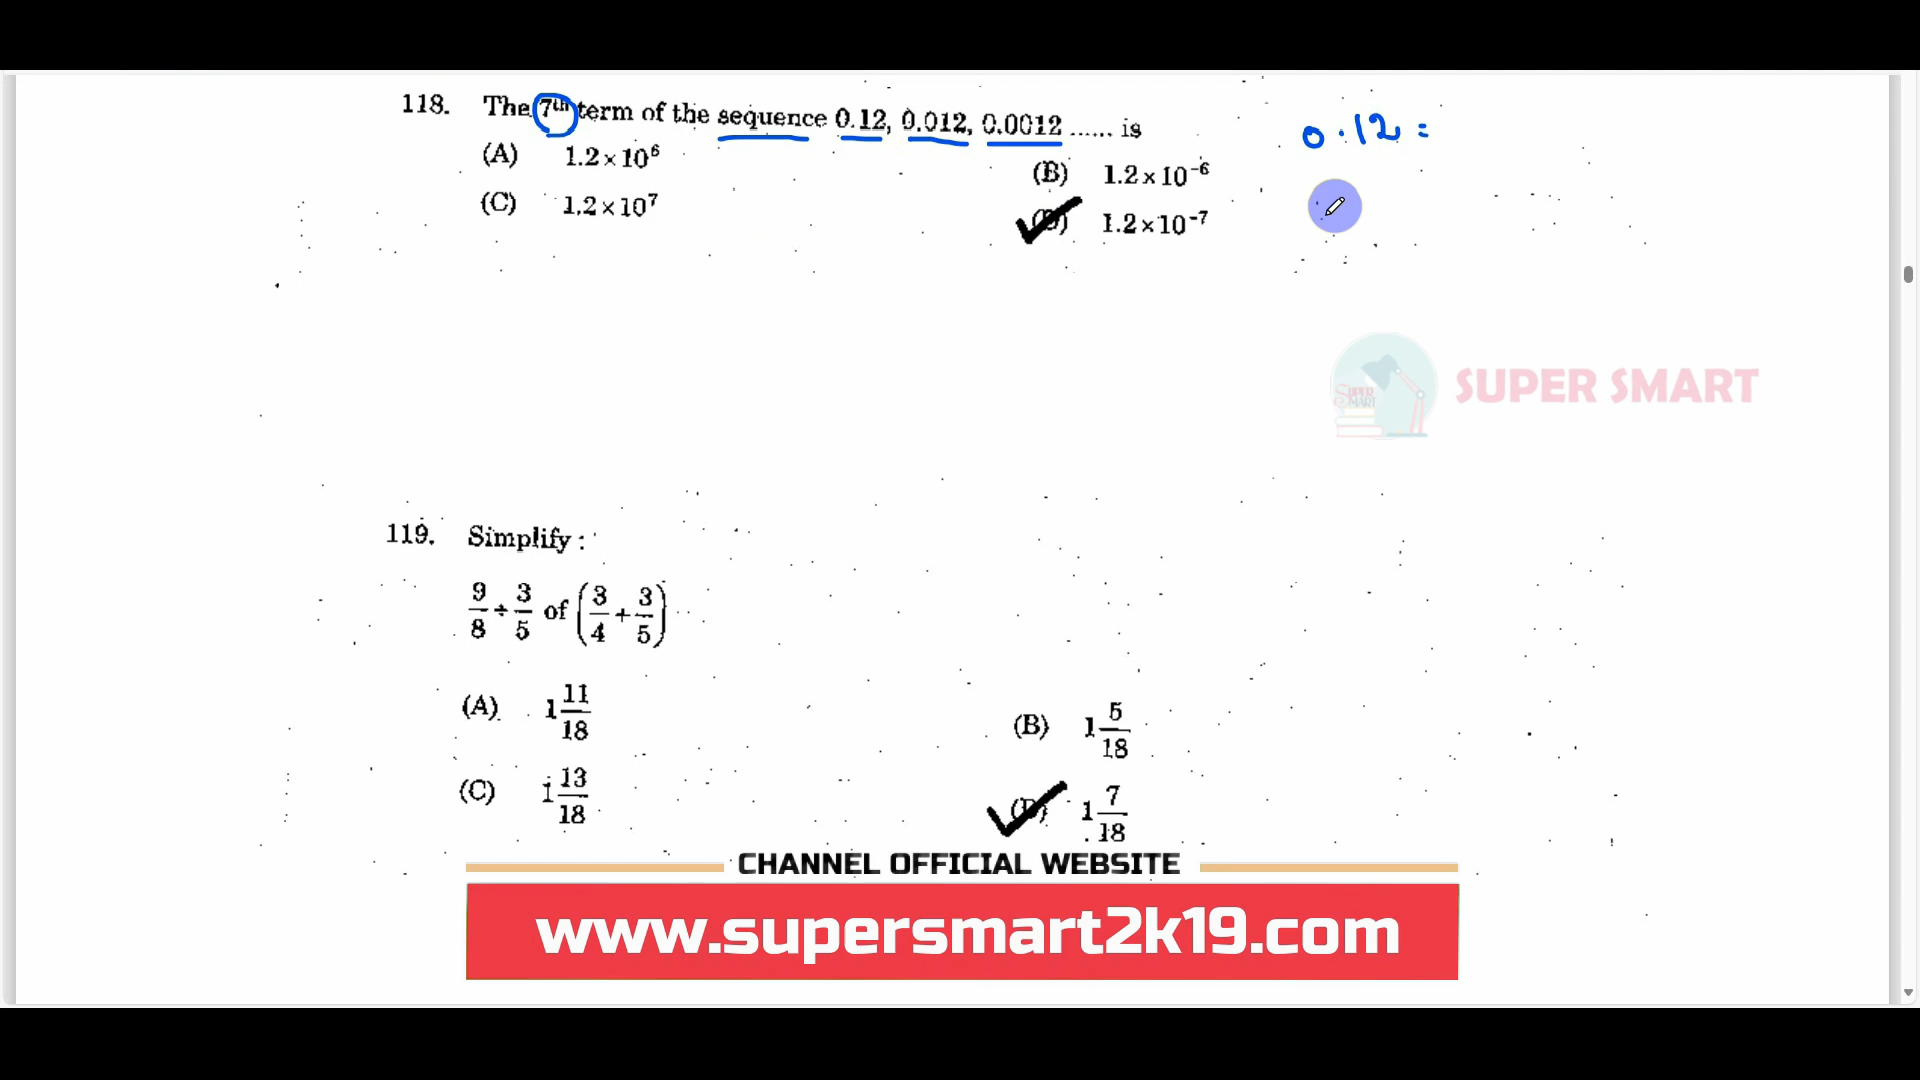 118. The 7th term of the sequence 0.12, 0.012, 0.0012 ...... is
0.12 =
(A) 1.2 × 10⁶
(B) 1.2 × 10⁻⁶
(C) 1.2 × 10⁷
(D) 1.2 × 10⁻⁷
SUPER SMART
SUPER SMART
119. Simplify :
9/8 ÷ 3/5 of (3/4 + 3/5)
(A) 1 11/18
(B) 1 5/18
(C) 1 13/18
(D) 1 7/18
CHANNEL OFFICIAL WEBSITE
www.supersmart2k19.com